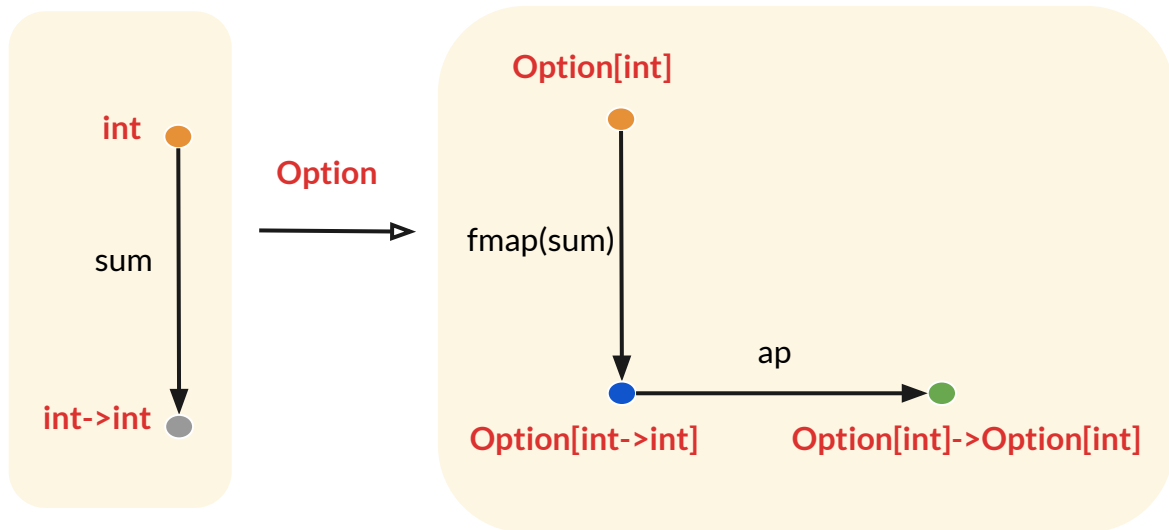 int
sum
int->int
Option
Option[int]
fmap(sum)
ap
Option[int->int]
Option[int]->Option[int]